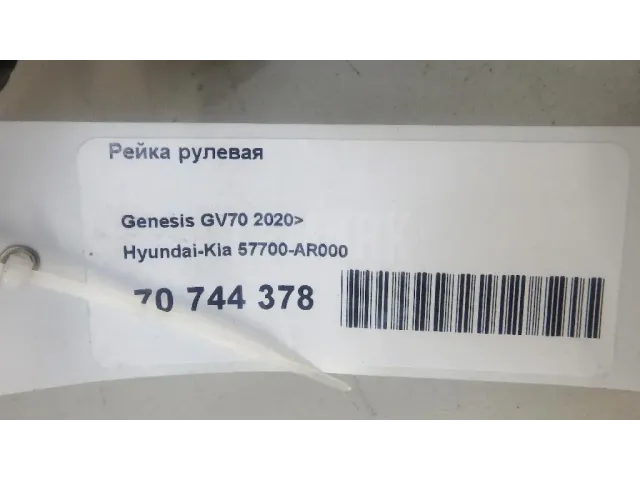 Рейка рулевая
Genesis GV70 2020>
Hyundai-Kia 57700-AR000
70 744 378